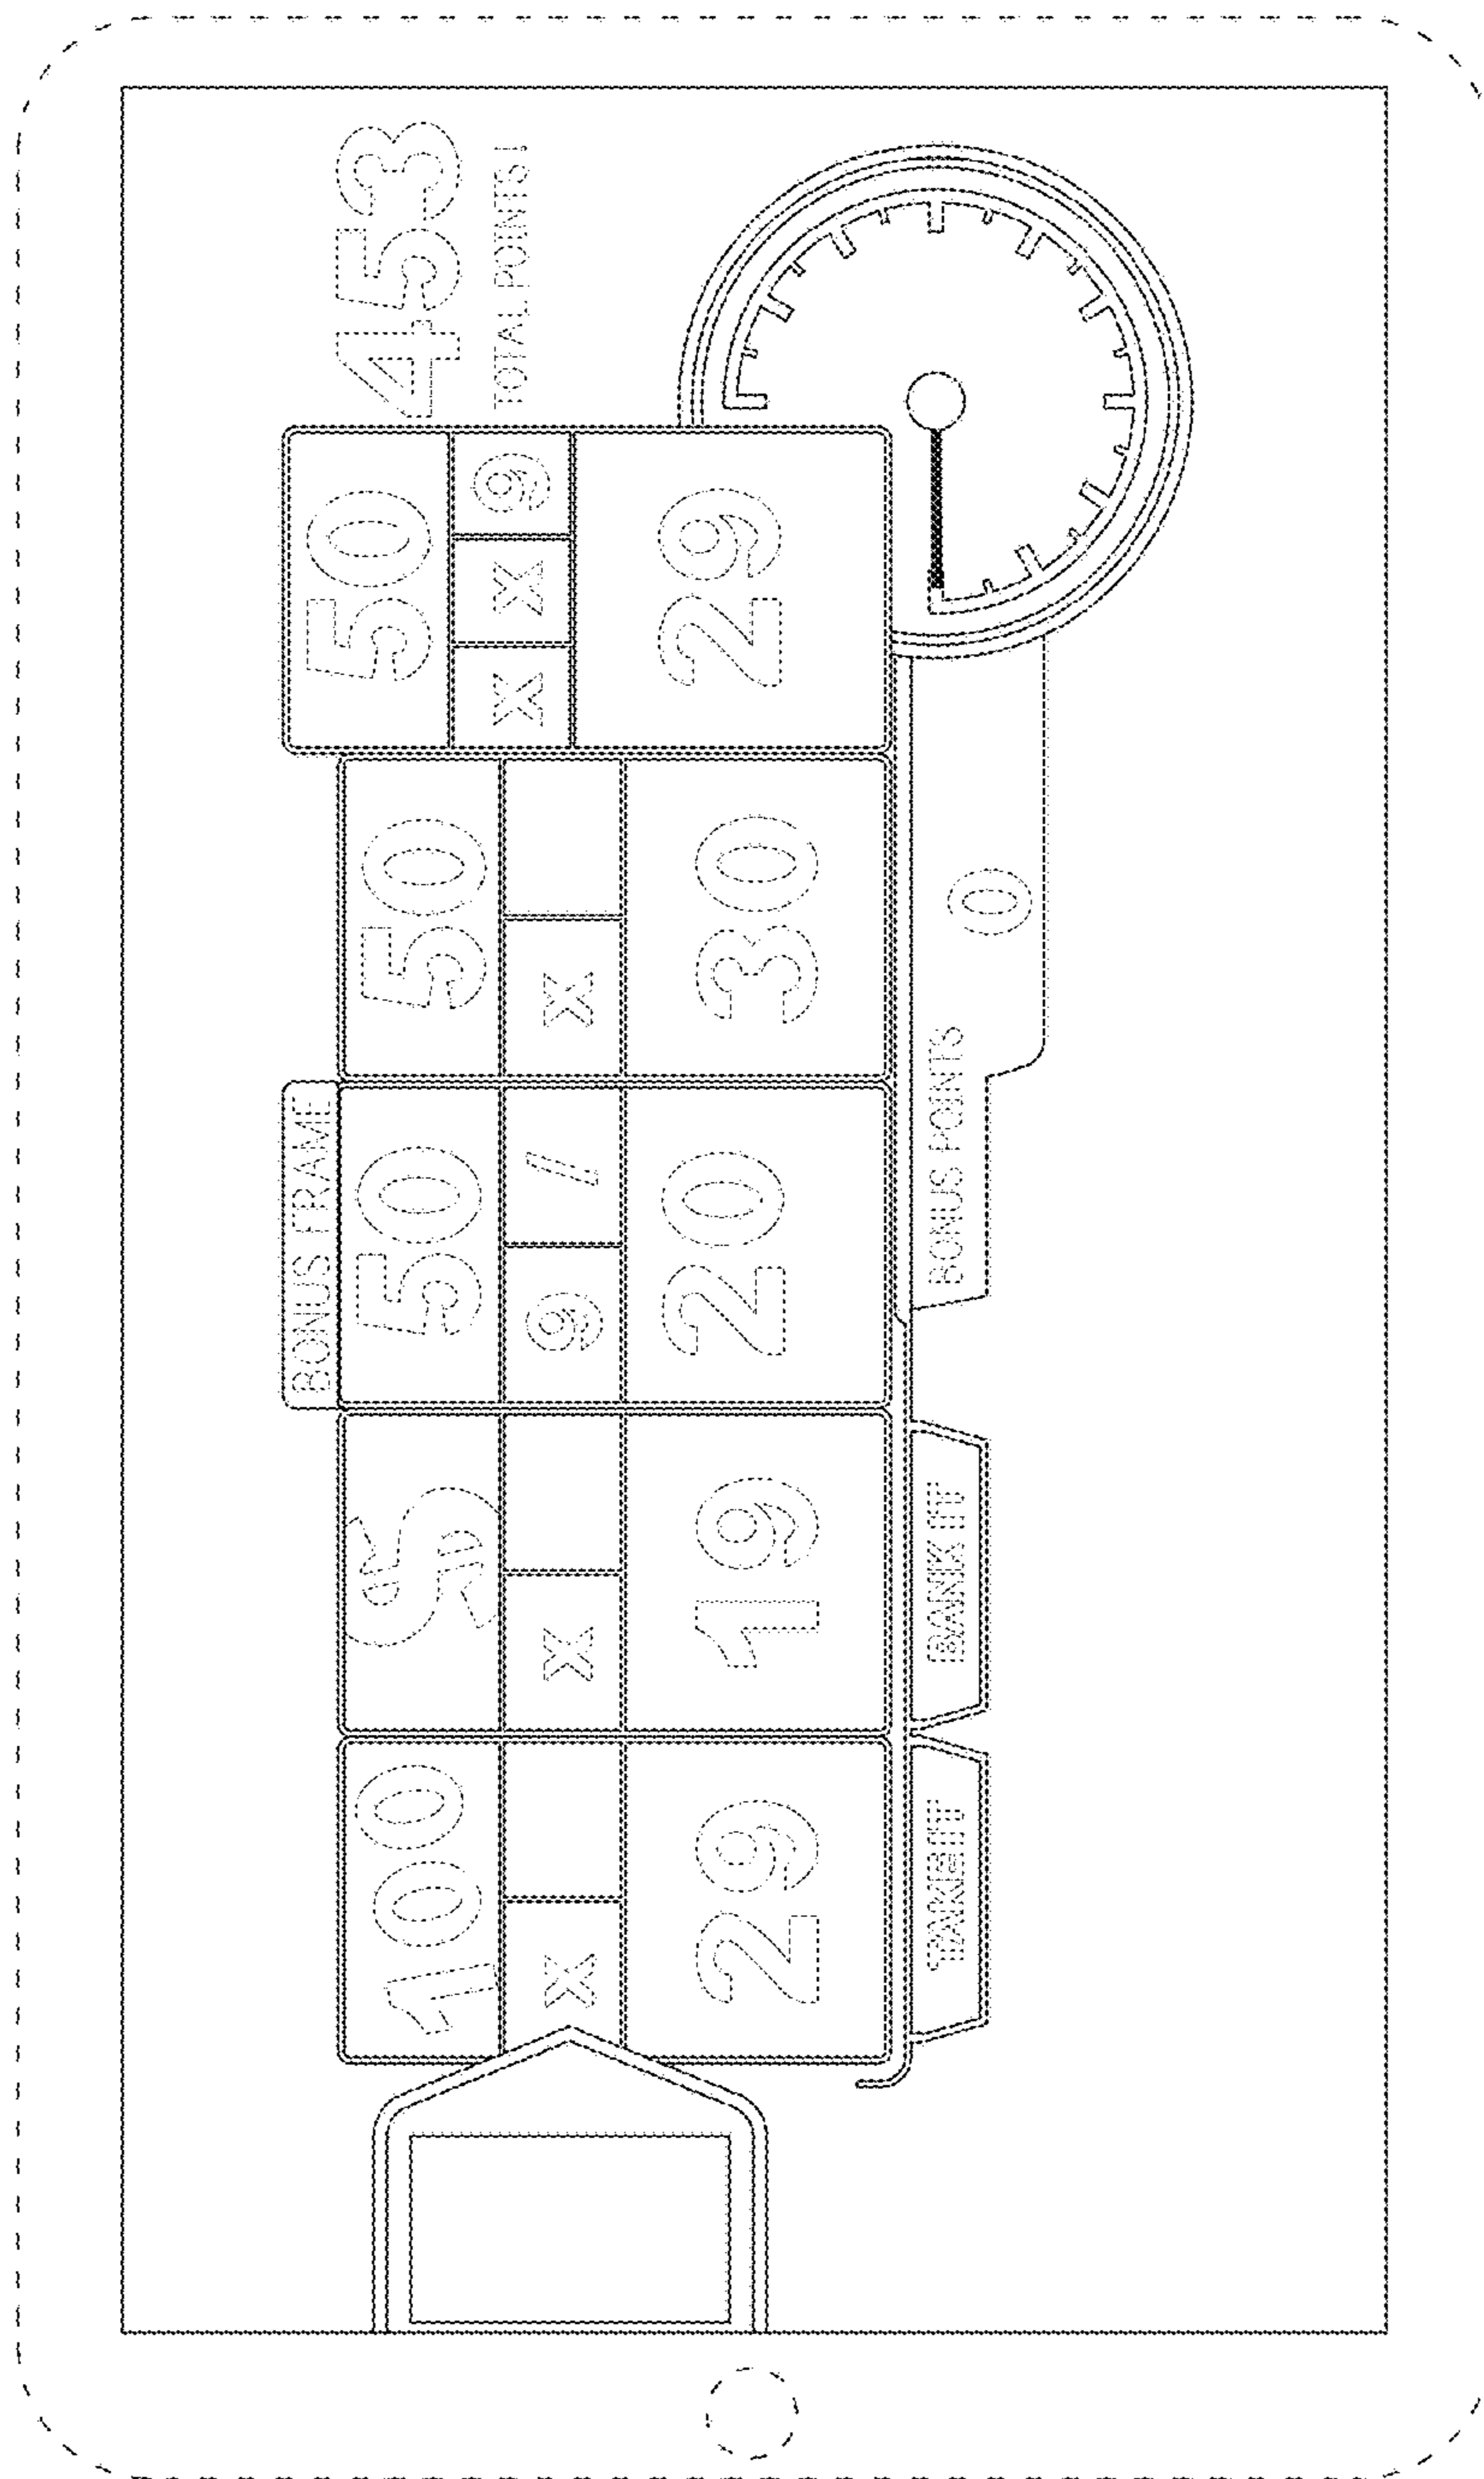 BONUS FRAME
100 50 50 50 453
TOTAL POINTS!
X X 9 / X X X 9
29 19 20 30 29
TAKE IT BANK IT BONUS POINTS 0